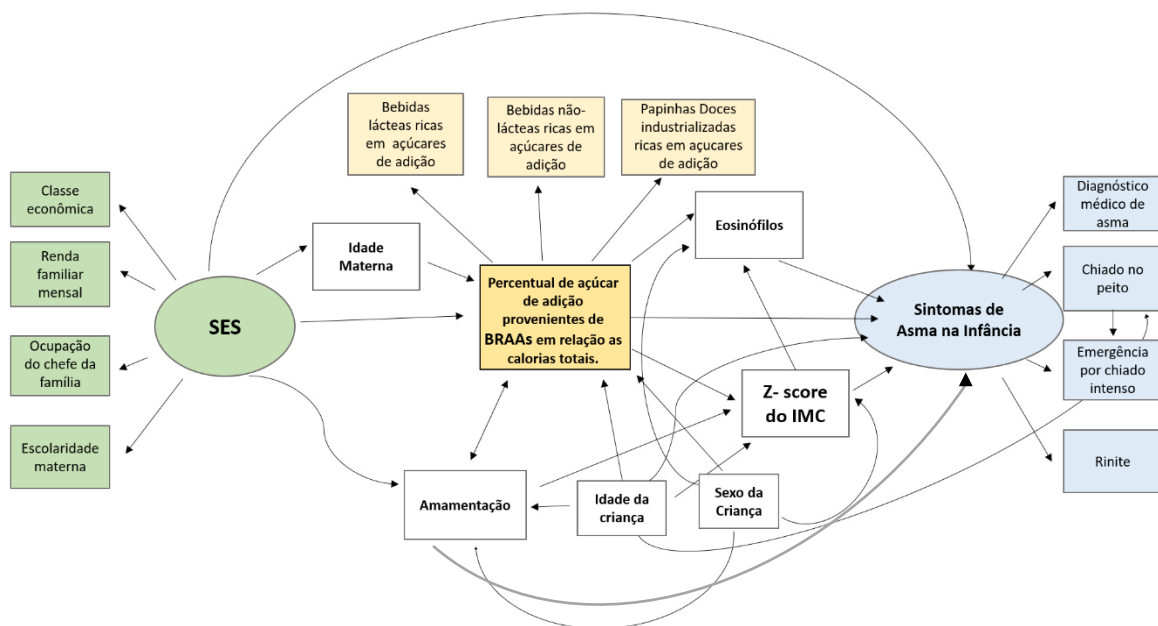 Bebidas
lácteas ricas
em açúcares
de adição
Bebidas não-
lácteas ricas em
açúcares de
adição
Papinhas Doces
industrializadas
ricas em açucares
de adição
Classe
econômica
Renda
familiar
mensal
Ocupação
do chefe da
família
Escolaridade
materna
SES
Idade
Materna
Percentual de açúcar
de adição
provenientes de
BRAAs em relação as
calorias totais.
Eosinófilos
Z- score
do IMC
Amamentação
Idade da
criança
Sexo da
Criança
Sintomas de
Asma na Infância
Diagnóstico
médico de
asma
Chiado no
peito
Emergência
por chiado
intenso
Rinite